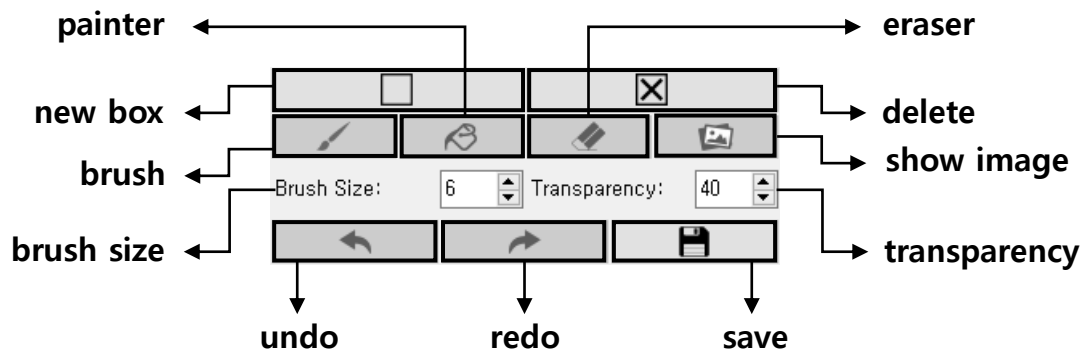 painter
eraser
new box
delete
brush
show image
Brush Size: 6 Transparency: 40
brush size
transparency
undo
redo
save